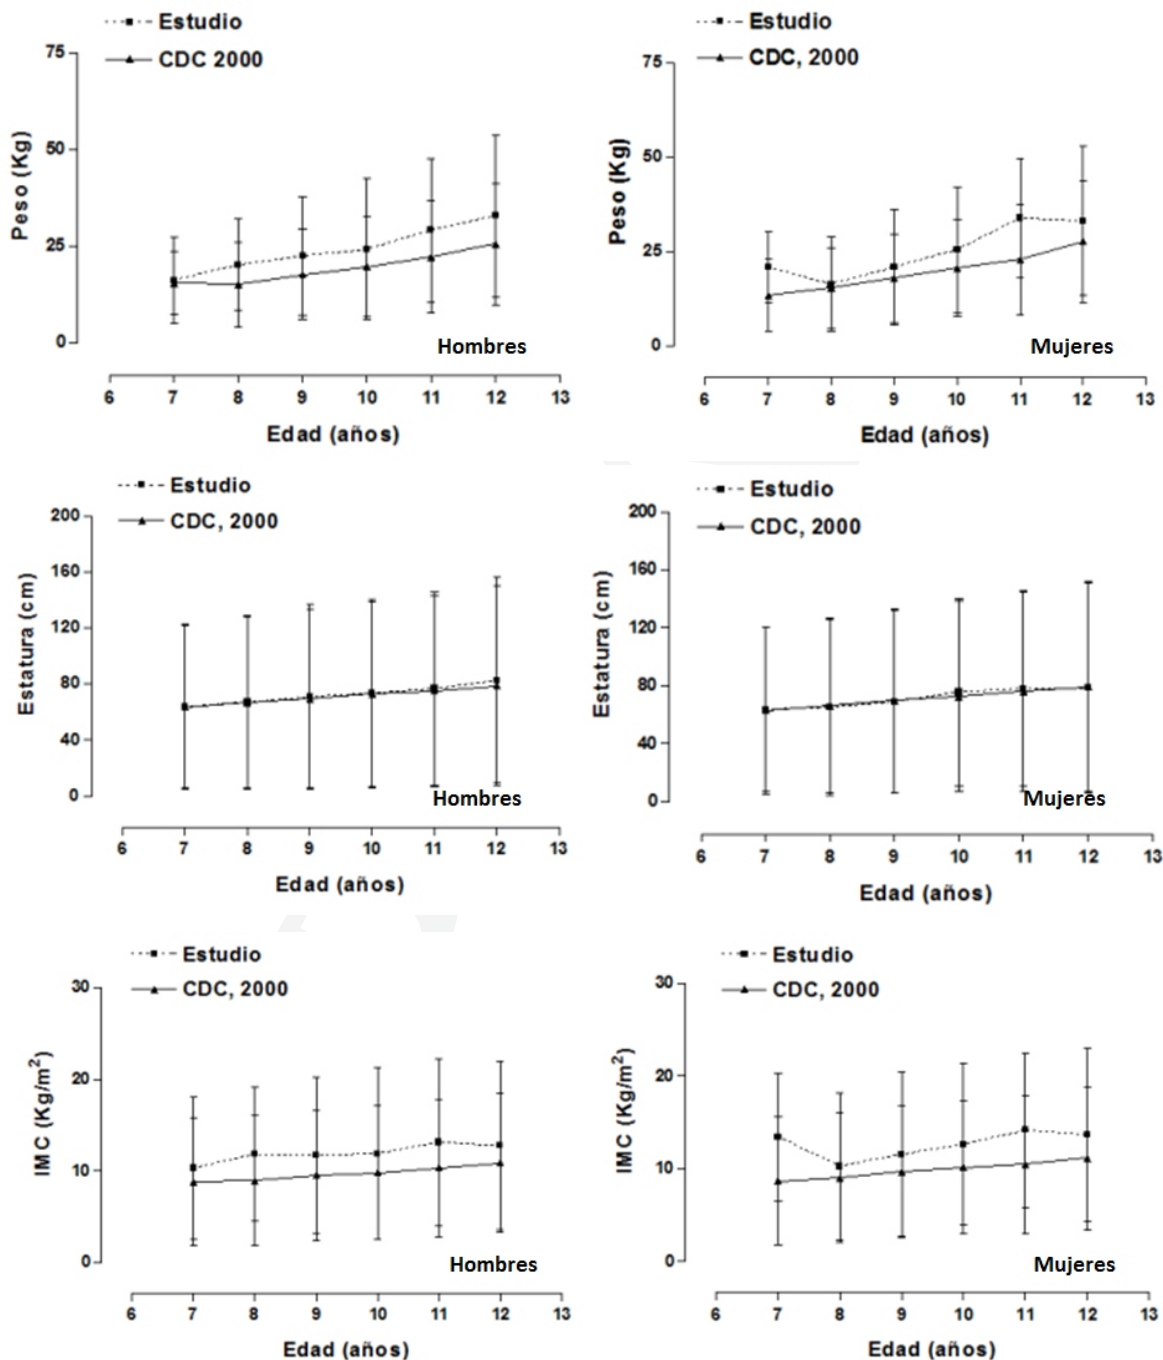 Estudio
CDC 2000
75
50
25
0
Peso (Kg)
Hombres
6 7 8 9 10 11 12 13
Edad (años)
Estudio
CDC, 2000
75
50
25
0
Peso (Kg)
Mujeres
6 7 8 9 10 11 12 13
Edad (años)
Estudio
CDC, 2000
200
160
120
80
40
0
Estatura (cm)
Hombres
6 7 8 9 10 11 12 13
Edad (años)
Estudio
CDC, 2000
200
160
120
80
40
0
Estatura (cm)
Mujeres
6 7 8 9 10 11 12 13
Edad (años)
Estudio
CDC, 2000
30
20
10
0
IMC (Kg/m²)
Hombres
6 7 8 9 10 11 12 13
Edad (años)
Estudio
CDC, 2000
30
20
10
0
IMC (Kg/m²)
Mujeres
6 7 8 9 10 11 12 13
Edad (años)